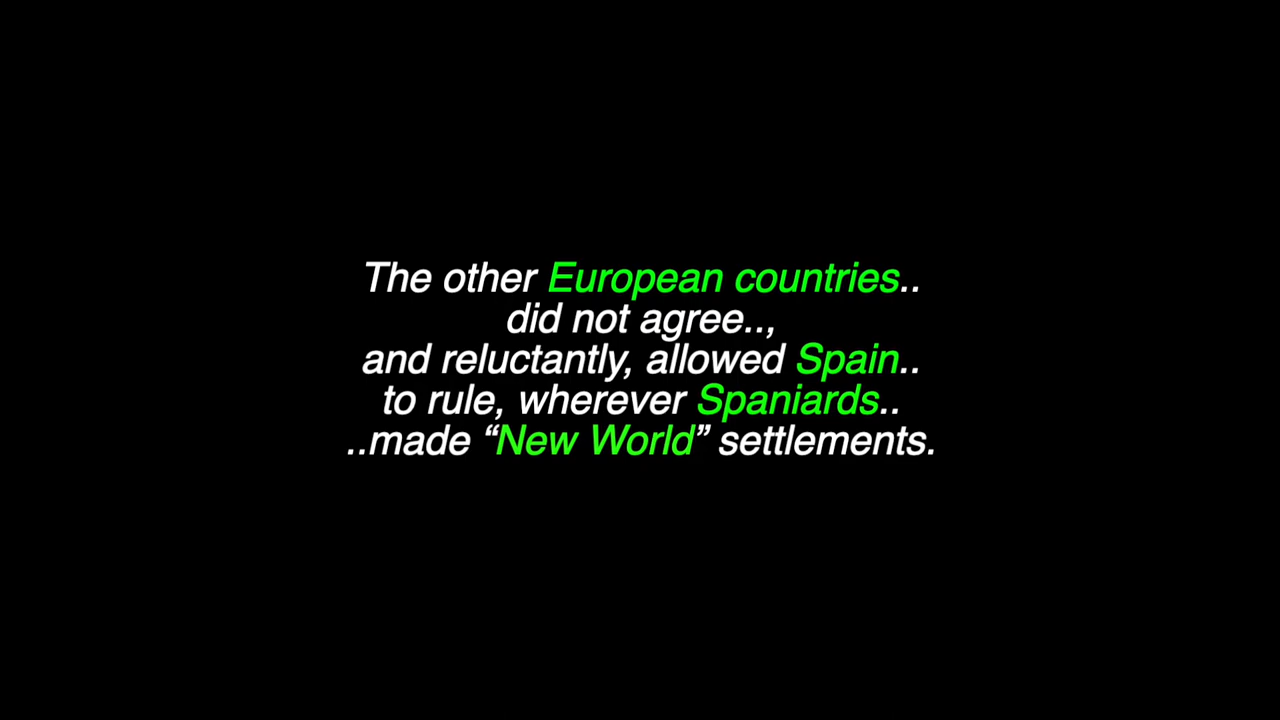 The other European countries..
did not agree..,
and reluctantly, allowed Spain..
to rule, wherever Spaniards..
..made “New World” settlements.